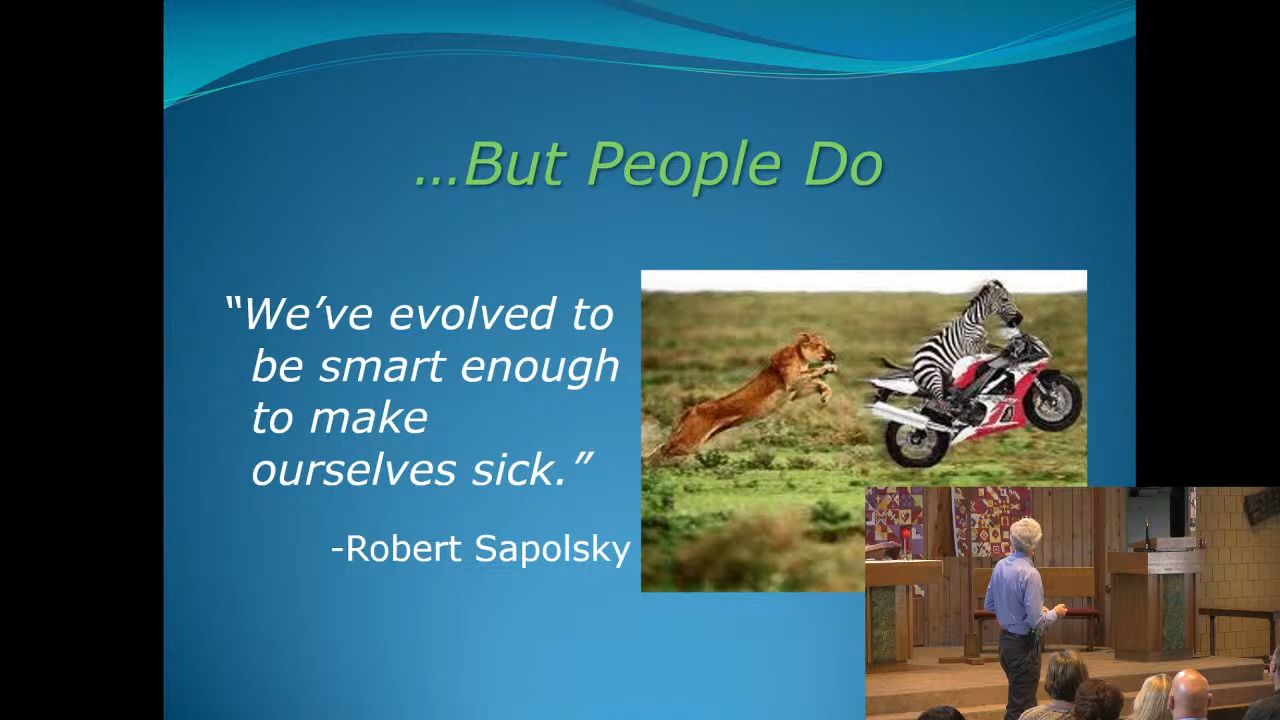 …But People Do
“We’ve evolved to
be smart enough
to make
ourselves sick.”
-Robert Sapolsky